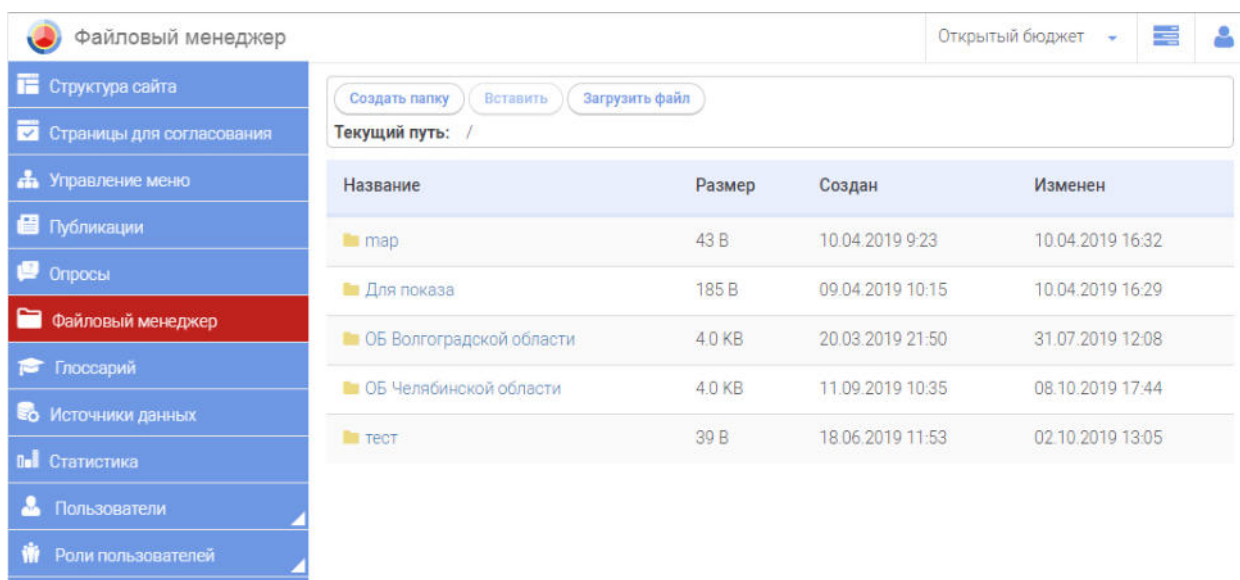 Файловый менеджер
Открытый бюджет
Структура сайта
Страницы для согласования
Управление меню
Публикации
Опросы
Файловый менеджер
Глоссарий
Источники данных
Статистика
Пользователи
Роли пользователей
Создать папку Вставить Загрузить файл
Текущий путь: /
Название Размер Создан Изменен
map 43 B 10.04.2019 9:23 10.04.2019 16:32
Для показа 185 B 09.04.2019 10:15 10.04.2019 16:29
ОБ Волгоградской области 4.0 KB 20.03.2019 21:50 31.07.2019 12:08
ОБ Челябинской области 4.0 KB 11.09.2019 10:35 08.10.2019 17:44
тест 39 B 18.06.2019 11:53 02.10.2019 13:05